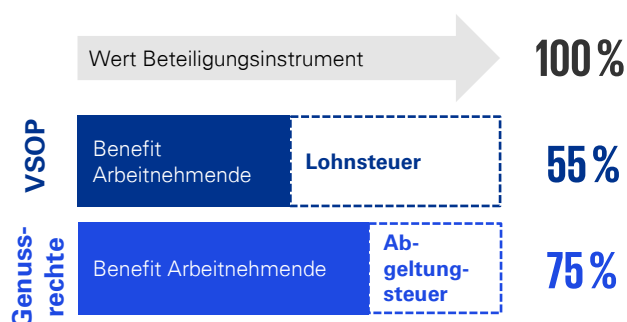 Wert Beteiligungsinstrument
100 %
VSOP
Benefit
Arbeitnehmende
Lohnsteuer
55 %
Genuss-
rechte
Benefit Arbeitnehmende
Ab-
geltung-
steuer
75 %